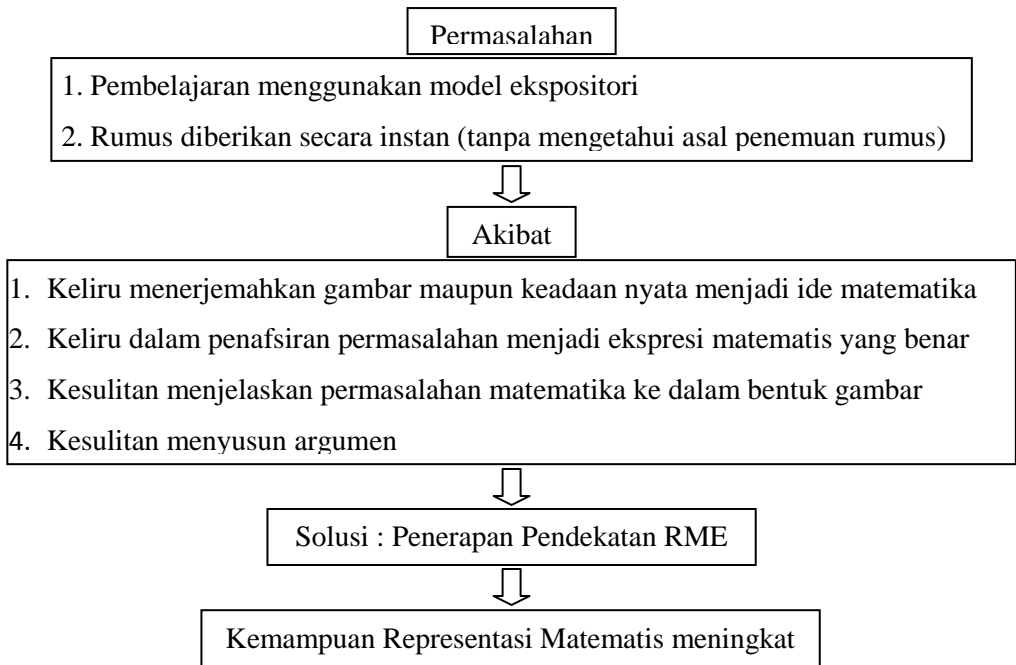 Permasalahan
1. Pembelajaran menggunakan model ekspositori
2. Rumus diberikan secara instan (tanpa mengetahui asal penemuan rumus)
Akibat
1. Keliru menerjemahkan gambar maupun keadaan nyata menjadi ide matematika
2. Keliru dalam penafsiran permasalahan menjadi ekspresi matematis yang benar
3. Kesulitan menjelaskan permasalahan matematika ke dalam bentuk gambar
4. Kesulitan menyusun argumen
Solusi : Penerapan Pendekatan RME
Kemampuan Representasi Matematis meningkat